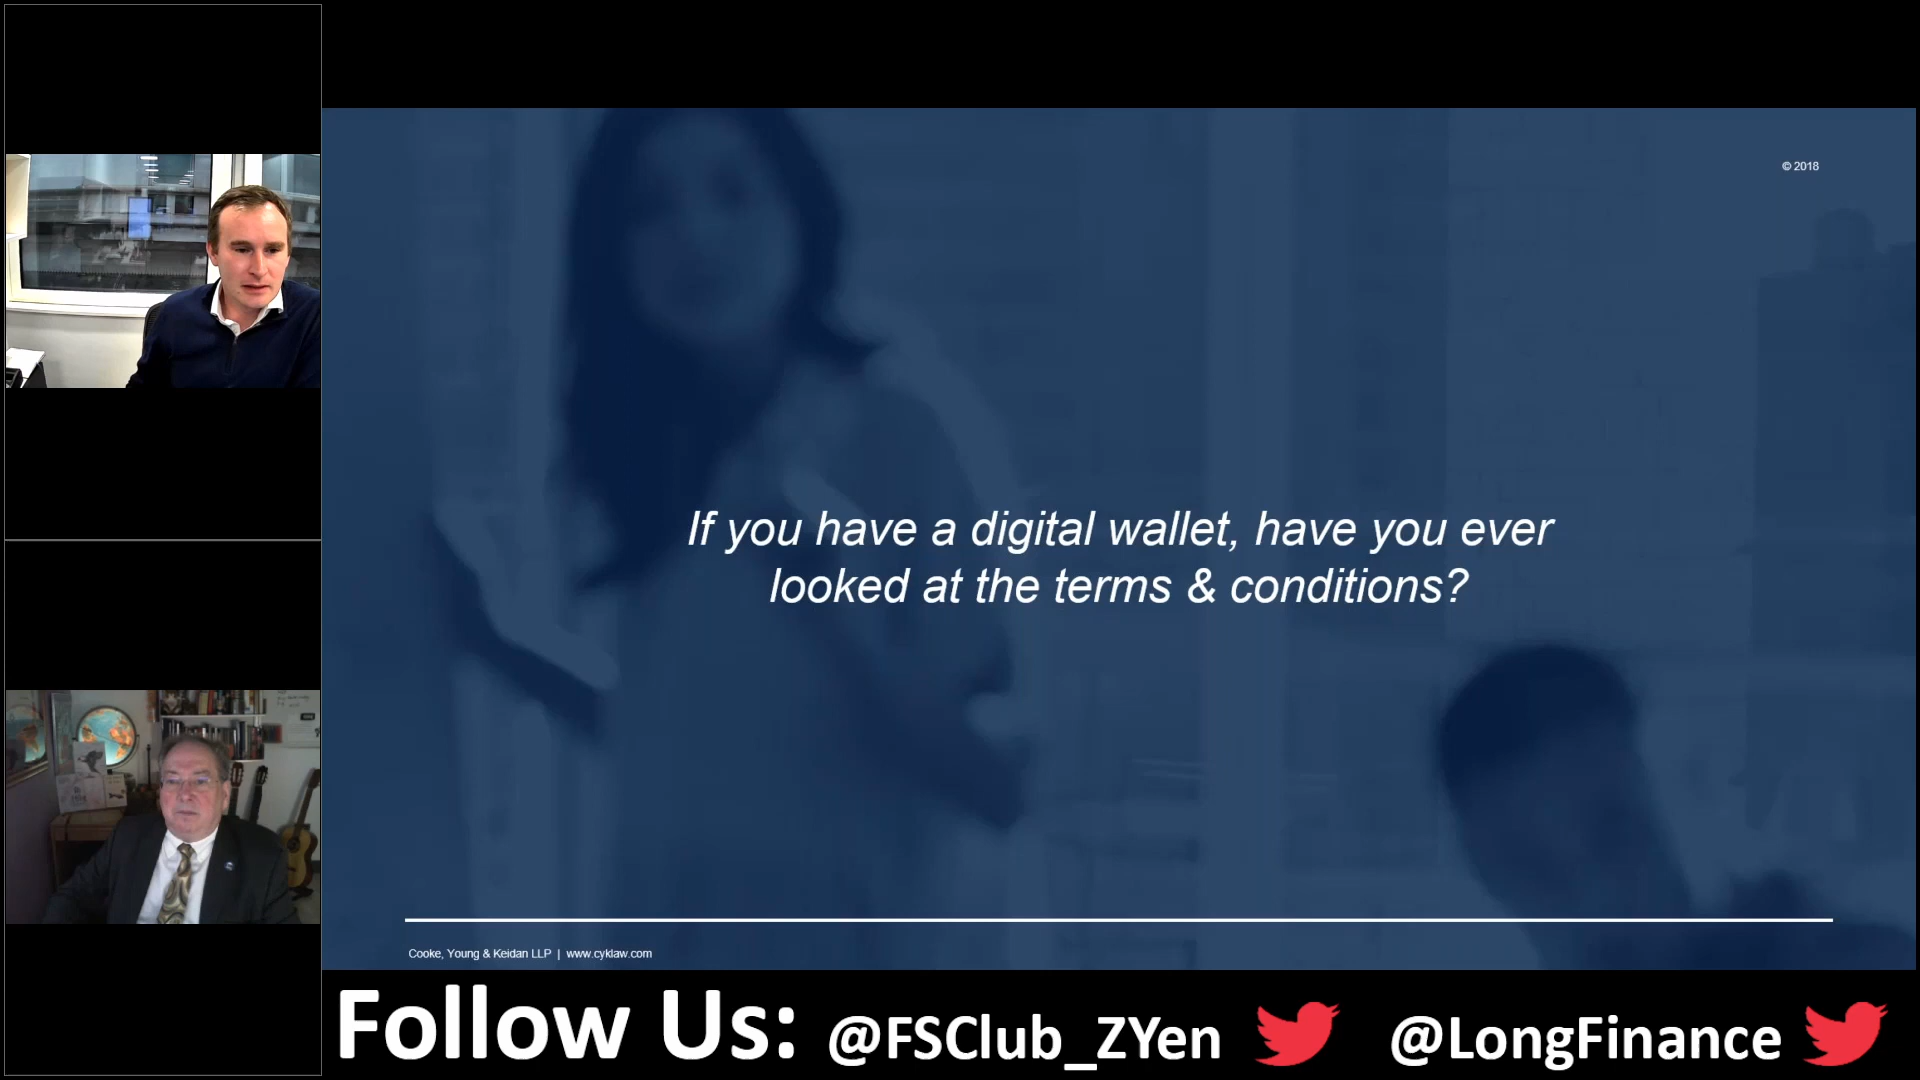 © 2018
If you have a digital wallet, have you ever
looked at the terms & conditions?
Cooke, Young & Keidan LLP | www.cyklaw.com
Follow Us: @FSClub_ZYen @LongFinance